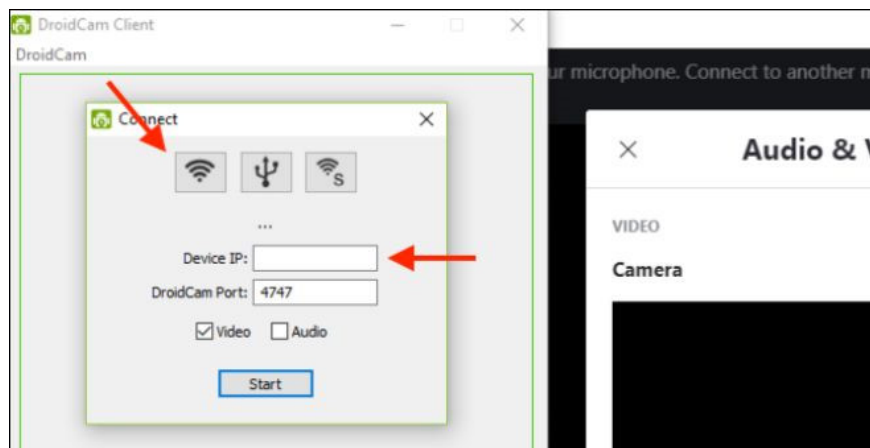 DroidCam Client
DroidCam
ur microphone. Connect to another
Connect
S
...
Device IP:
DroidCam Port: 4747
Video Audio
Start
Audio &
VIDEO
Camera